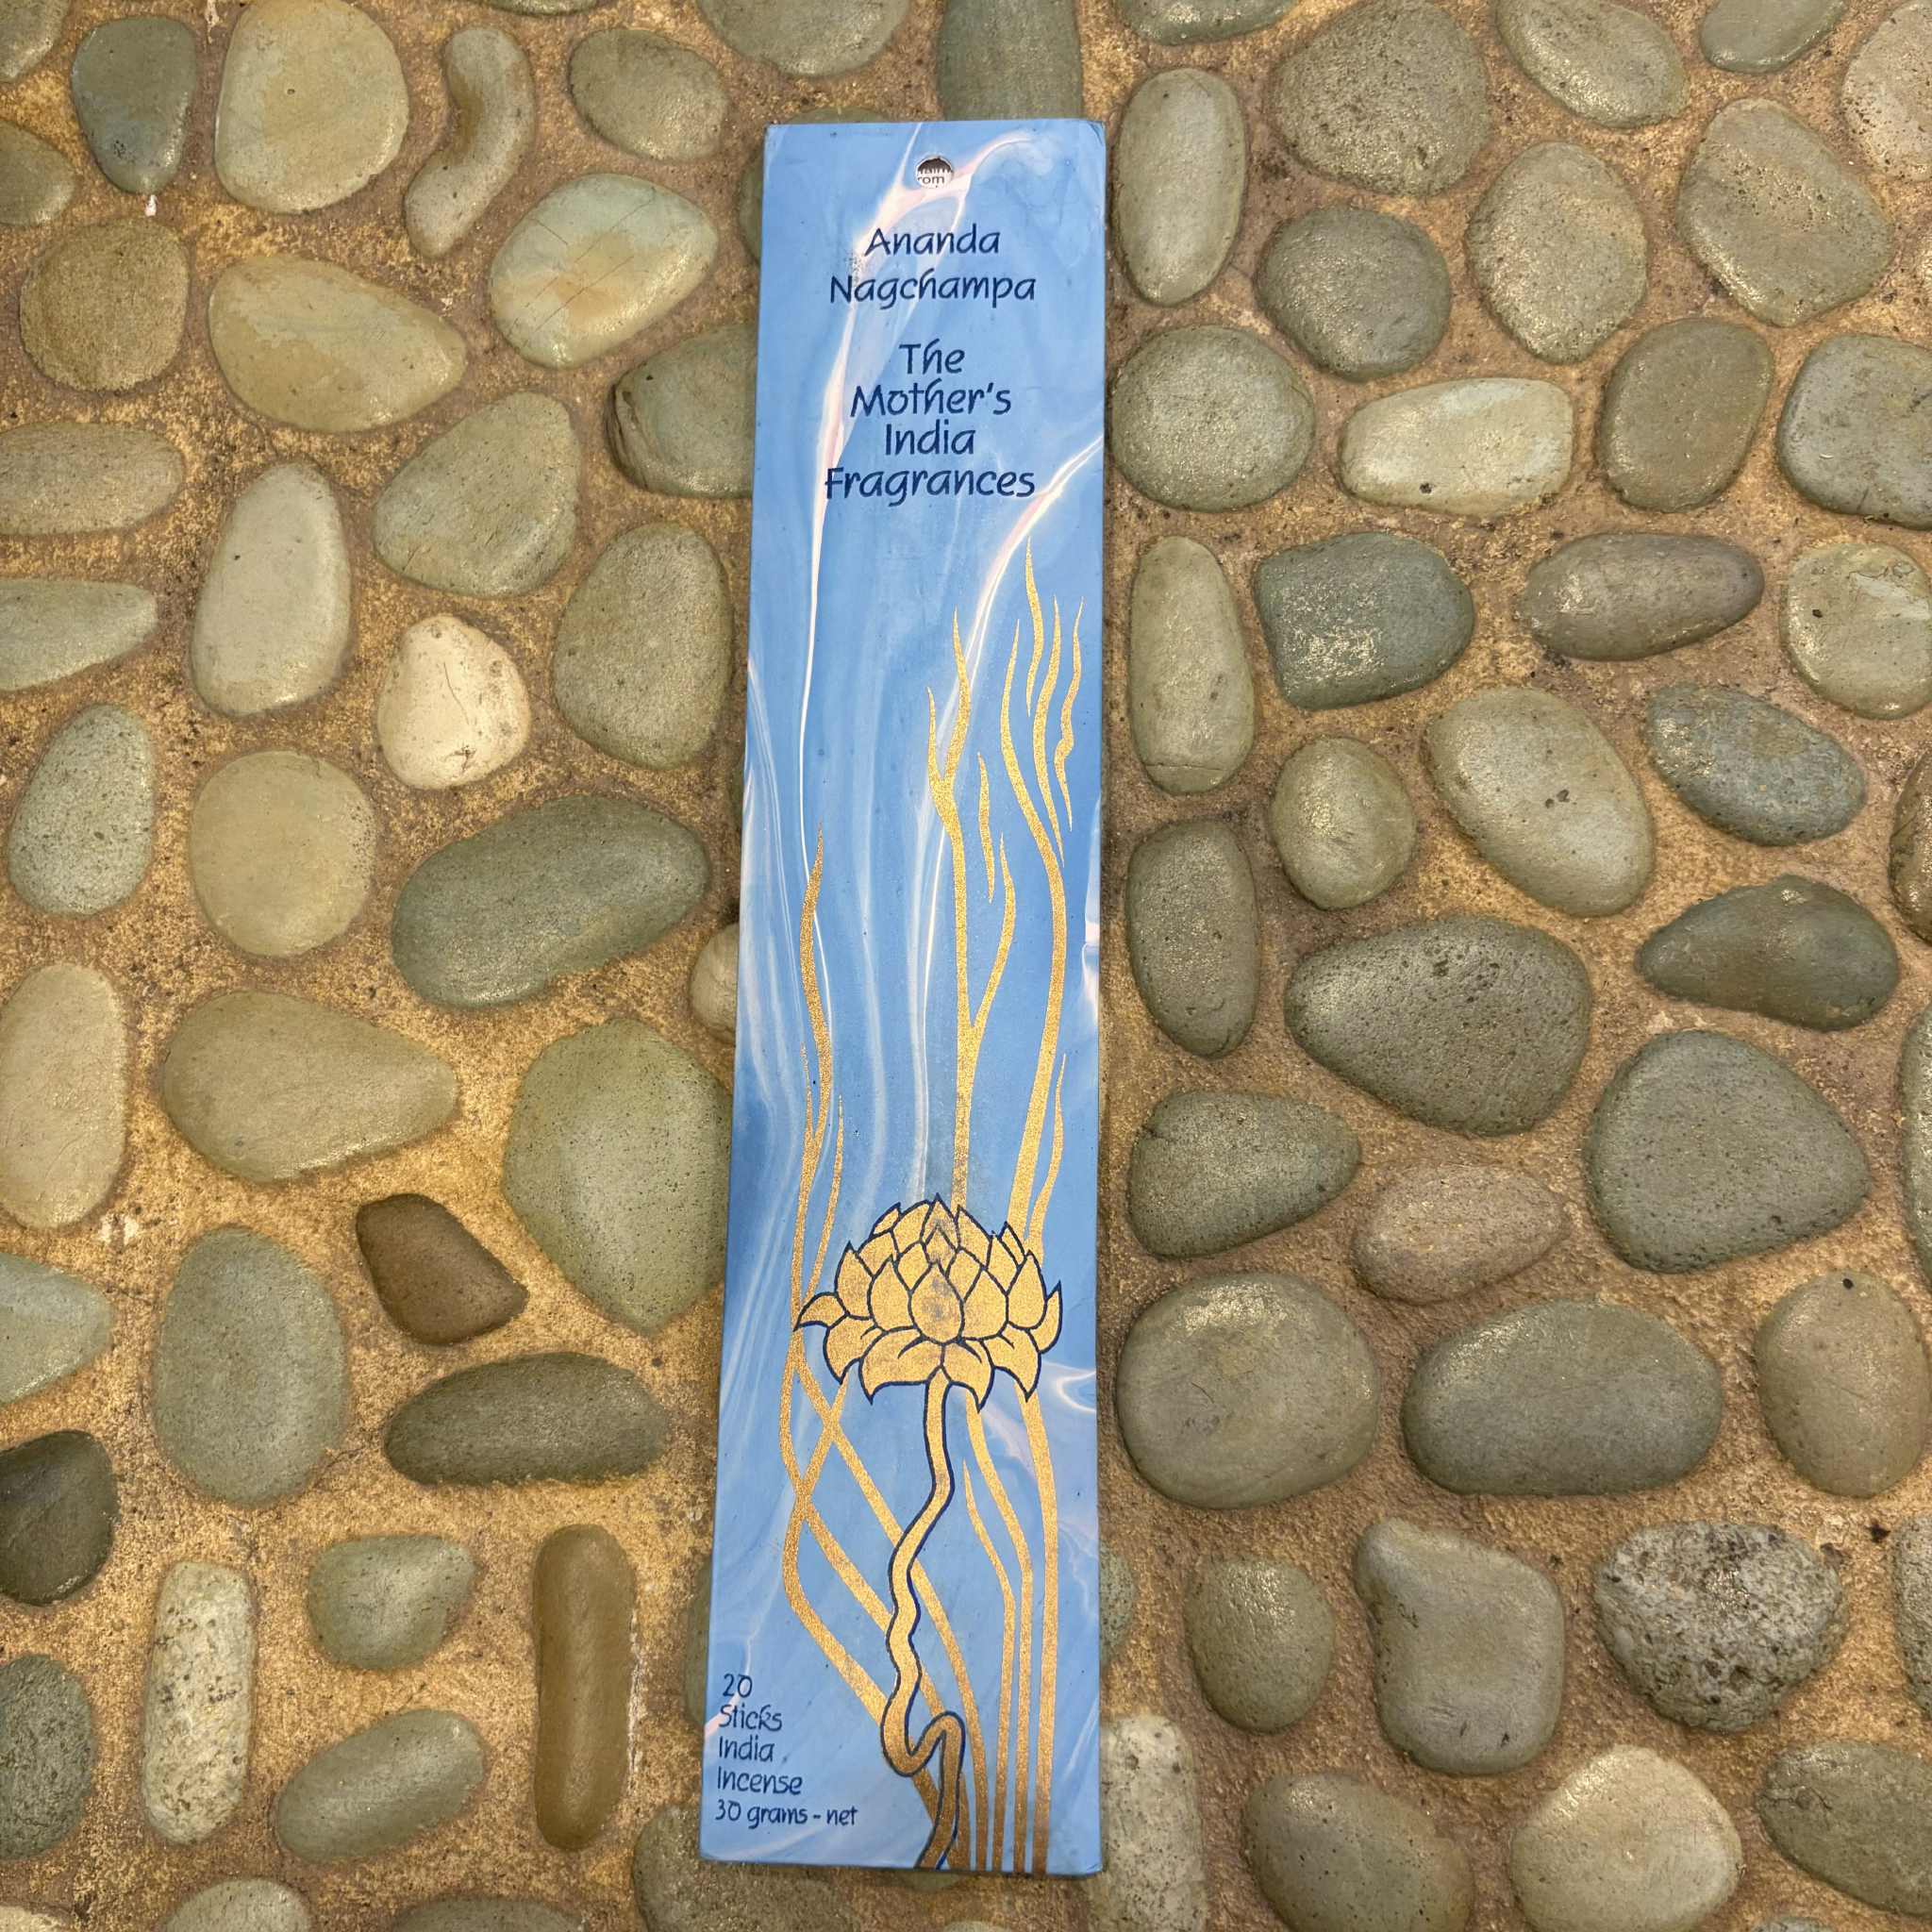 Ananda
Nagchampa
The
Mother's
India
Fragrances
20
Sticks
India
Incense
30 grams - net